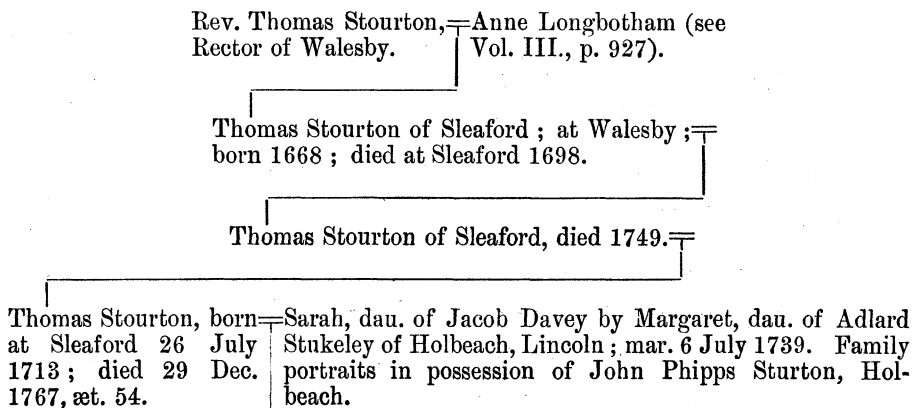 Rev. Thomas Stourton,
Rector of Walesby.
Anne Longbotham (see
Vol. III., p. 927).
Thomas Stourton of Sleaford ; at Walesby ;
born 1668 ; died at Sleaford 1698.
Thomas Stourton of Sleaford, died 1749.
Thomas Stourton, born
at Sleaford 26 July
1713 ; died 29 Dec.
1767, æt. 54.
Sarah, dau. of Jacob Davey by Margaret, dau. of Adlard
Stukeley of Holbeach, Lincoln ; mar. 6 July 1739. Family
portraits in possession of John Phipps Sturton, Hol-
beach.